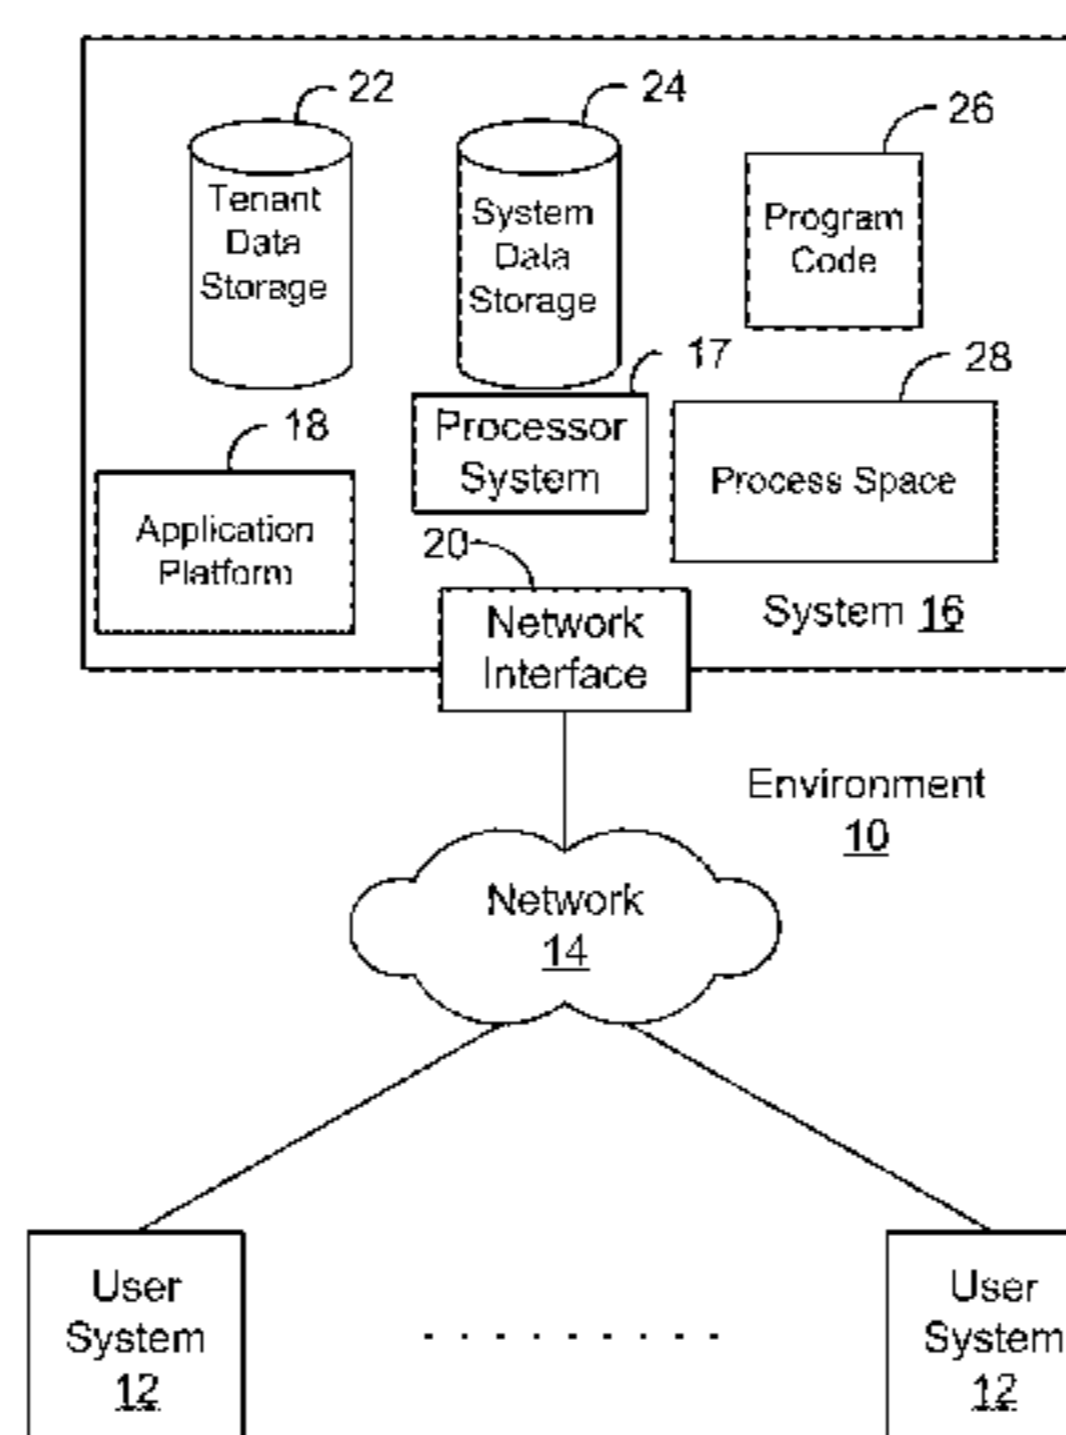 22
24
26
Tenant
Data
Storage
System
Data
Storage
Program
Code
17
28
18
Processor
System
Process Space
Application
Platform
20
Network
Interface
System 16
Environment
10
Network
14
User
System
12
. . . . . . . . .
User
System
12